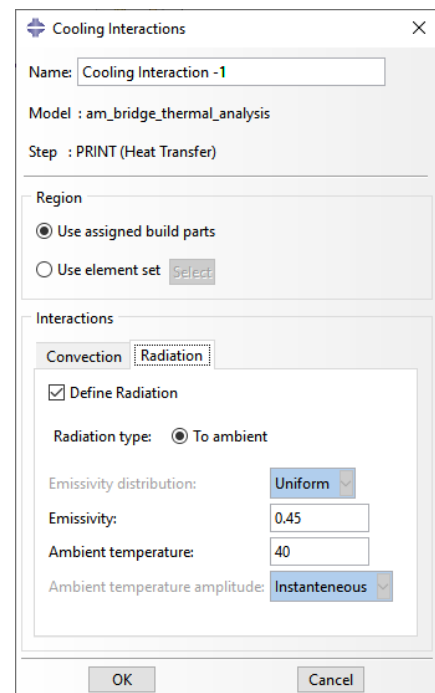 Cooling Interactions
Name: Cooling Interaction -1
Model : am_bridge_thermal_analysis
Step : PRINT (Heat Transfer)
Region
Use assigned build parts
Use element set Select
Interactions
Convection Radiation
Define Radiation
Radiation type: To ambient
Emissivity distribution: Uniform
Emissivity: 0.45
Ambient temperature: 40
Ambient temperature amplitude: Instanteneous
OK Cancel